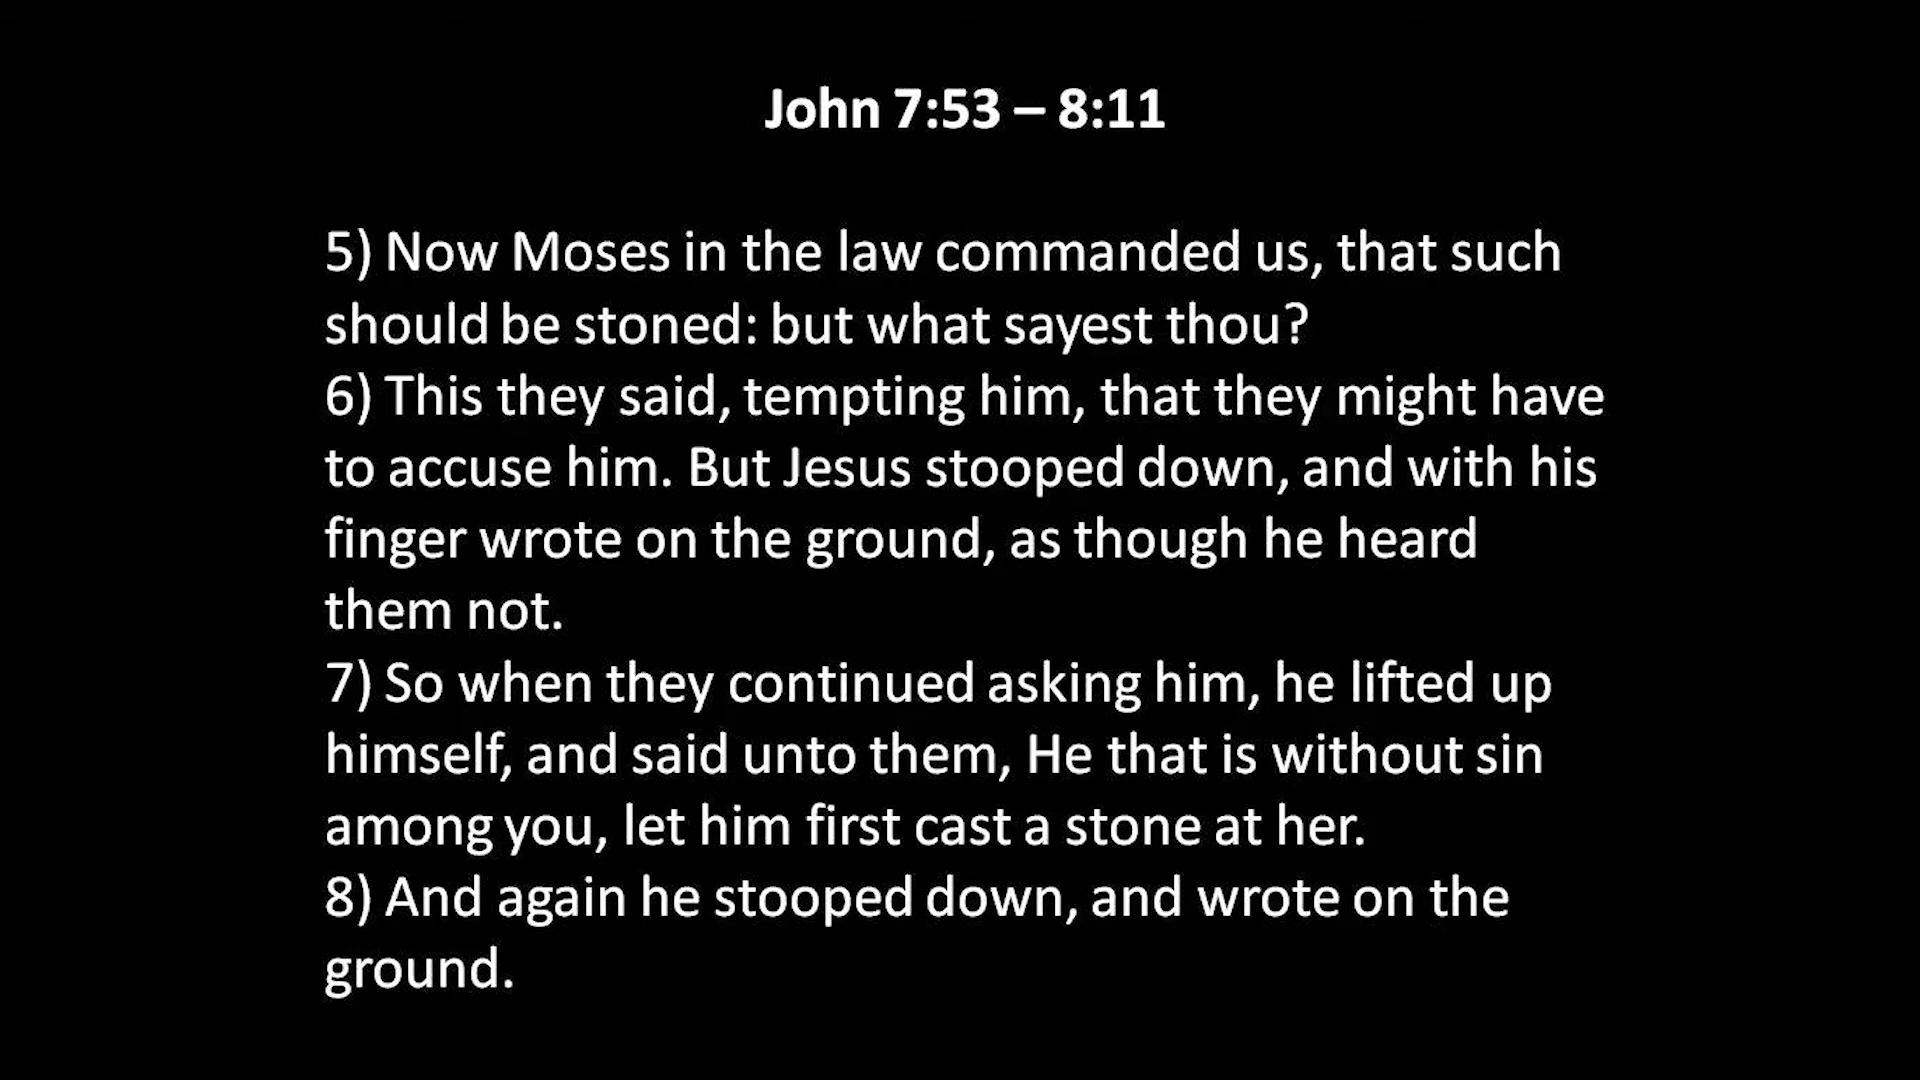 John 7:53 – 8:11
5) Now Moses in the law commanded us, that such
should be stoned: but what sayest thou?
6) This they said, tempting him, that they might have
to accuse him. But Jesus stooped down, and with his
finger wrote on the ground, as though he heard
them not.
7) So when they continued asking him, he lifted up
himself, and said unto them, He that is without sin
among you, let him first cast a stone at her.
8) And again he stooped down, and wrote on the
ground.